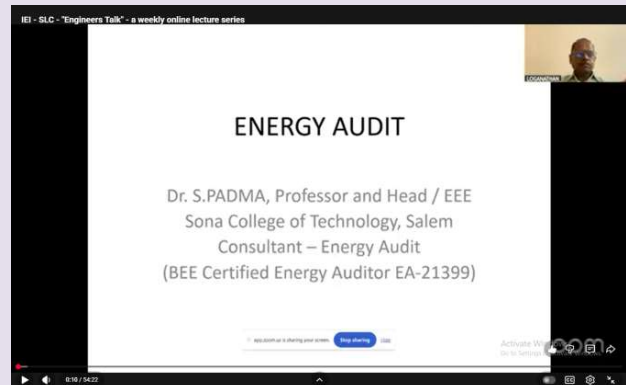 IEI - SLC - "Engineers Talk" - a weekly online lecture series
LOGANATHAN
ENERGY AUDIT
Dr. S.PADMA, Professor and Head / EEE
Sona College of Technology, Salem
Consultant – Energy Audit
(BEE Certified Energy Auditor EA-21399)
app.zoom.us is sharing your screen. Stop sharing Hide
zoom
0:10 / 54:22